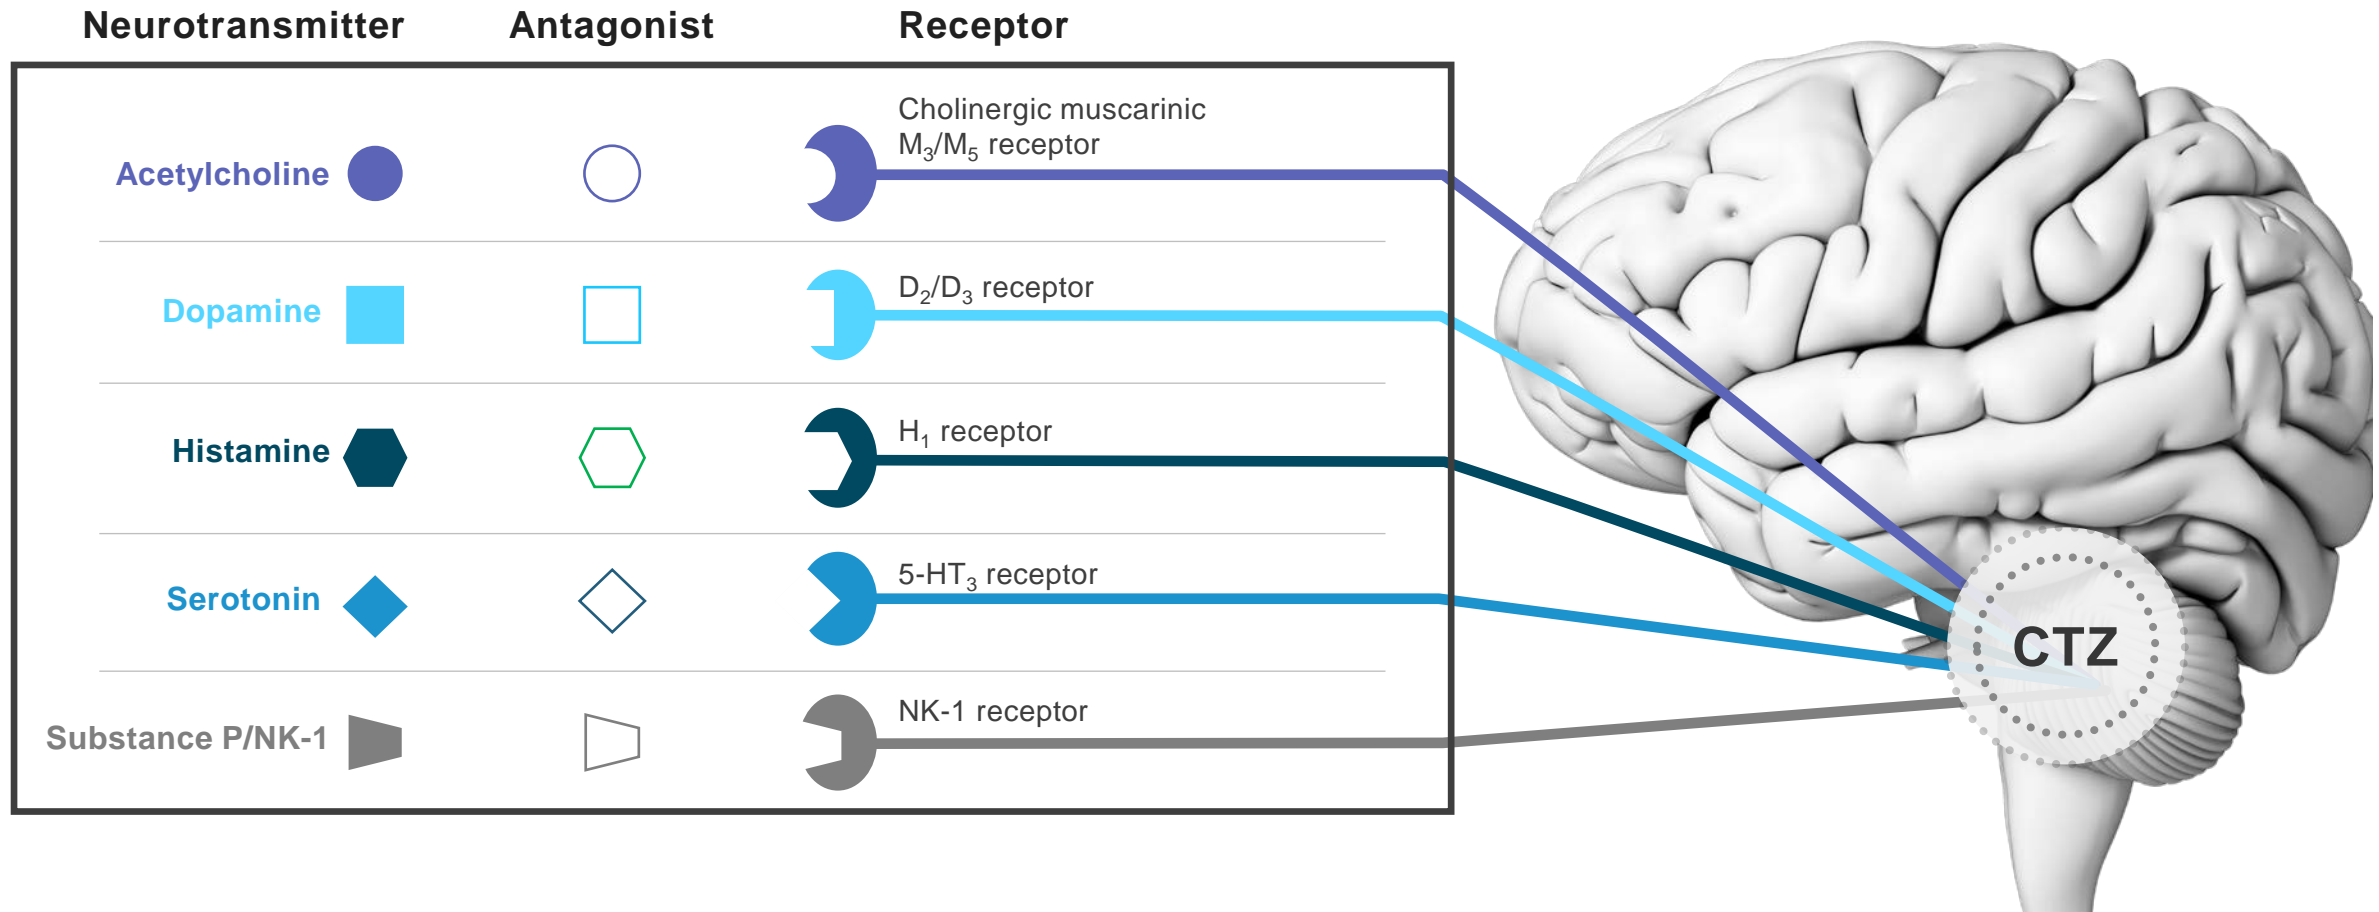 Neurotransmitter Antagonist Receptor
Cholinergic muscarinic
Acetylcholine M₃/M₅ receptor
Dopamine D₂/D₃ receptor
Histamine H₁ receptor
Serotonin 5-HT₃ receptor
Substance P/NK-1 NK-1 receptor
CTZ